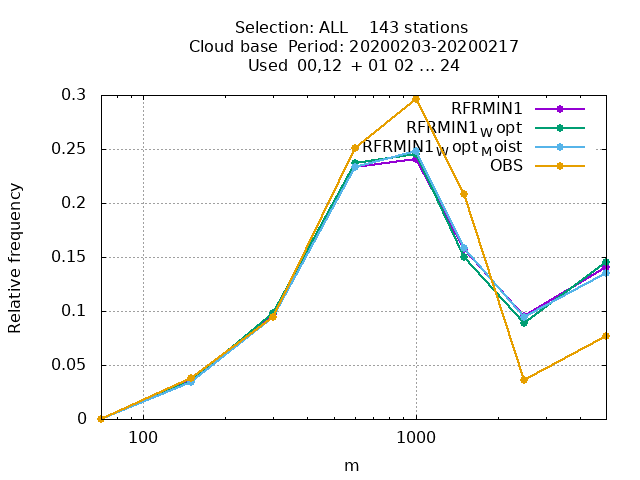 Selection: ALL    143 stations
Cloud base  Period: 20200203-20200217
Used  00,12  + 01 02 ... 24
0.3
0.25
0.2
0.15
0.1
0.05
0
Relative frequency
RFRMIN1
RFRMIN1Wopt
RFRMIN1WoptMoist
OBS
100
1000
m